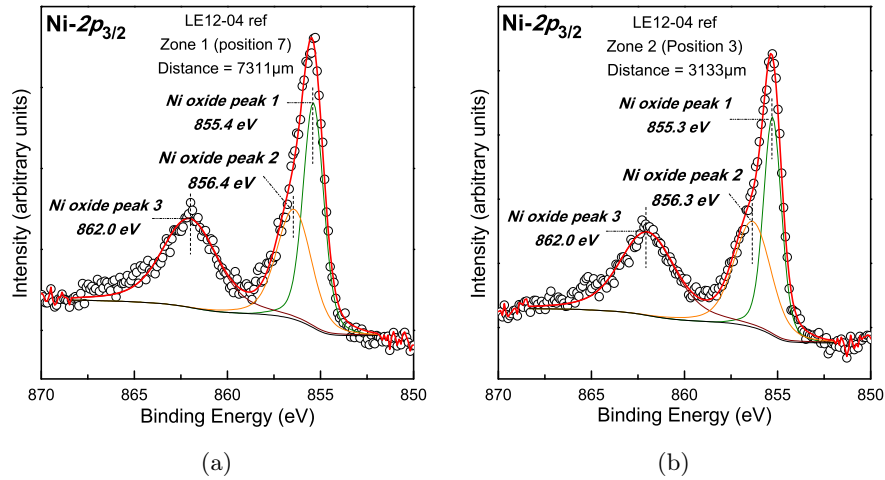 Ni-2p3/2
LE12-04 ref
Zone 1 (position 7)
Distance = 7311μm
Ni oxide peak 1
855.4 eV
Ni oxide peak 2
856.4 eV
Ni oxide peak 3
862.0 eV
Intensity (arbitrary units)
870 865 860 855 850
Binding Energy (eV)
(a)
Ni-2p3/2
LE12-04 ref
Zone 2 (Position 3)
Distance = 3133μm
Ni oxide peak 1
855.3 eV
Ni oxide peak 2
856.3 eV
Ni oxide peak 3
862.0 eV
Intensity (arbitrary units)
870 865 860 855 850
Binding Energy (eV)
(b)